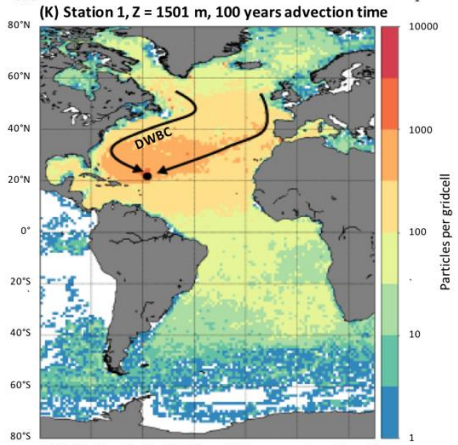 (K) Station 1, Z = 1501 m, 100 years advection time
80°N
60°N
40°N
20°N
0°
20°S
40°S
60°S
80°S
DWBC
10000
1000
100
10
1
Particles per gridcell